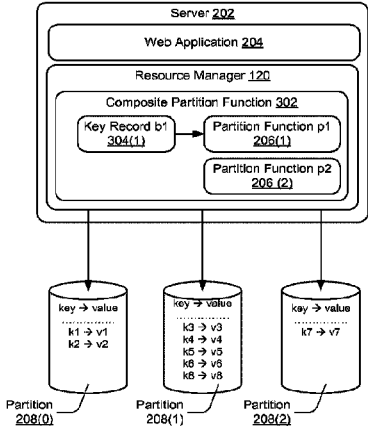 Server 202
Web Application 204
Resource Manager 120
Composite Partition Function 302
Key Record b1
304(1)
Partition Function p1
206(1)
Partition Function p2
206 (2)
key → value
k1 → v1
k2 → v2
key → value
k3 → v3
k4 → v4
k5 → v5
k6 → v6
k8 → v8
key → value
k7 → v7
Partition
208(0)
Partition
208(1)
Partition
208(2)